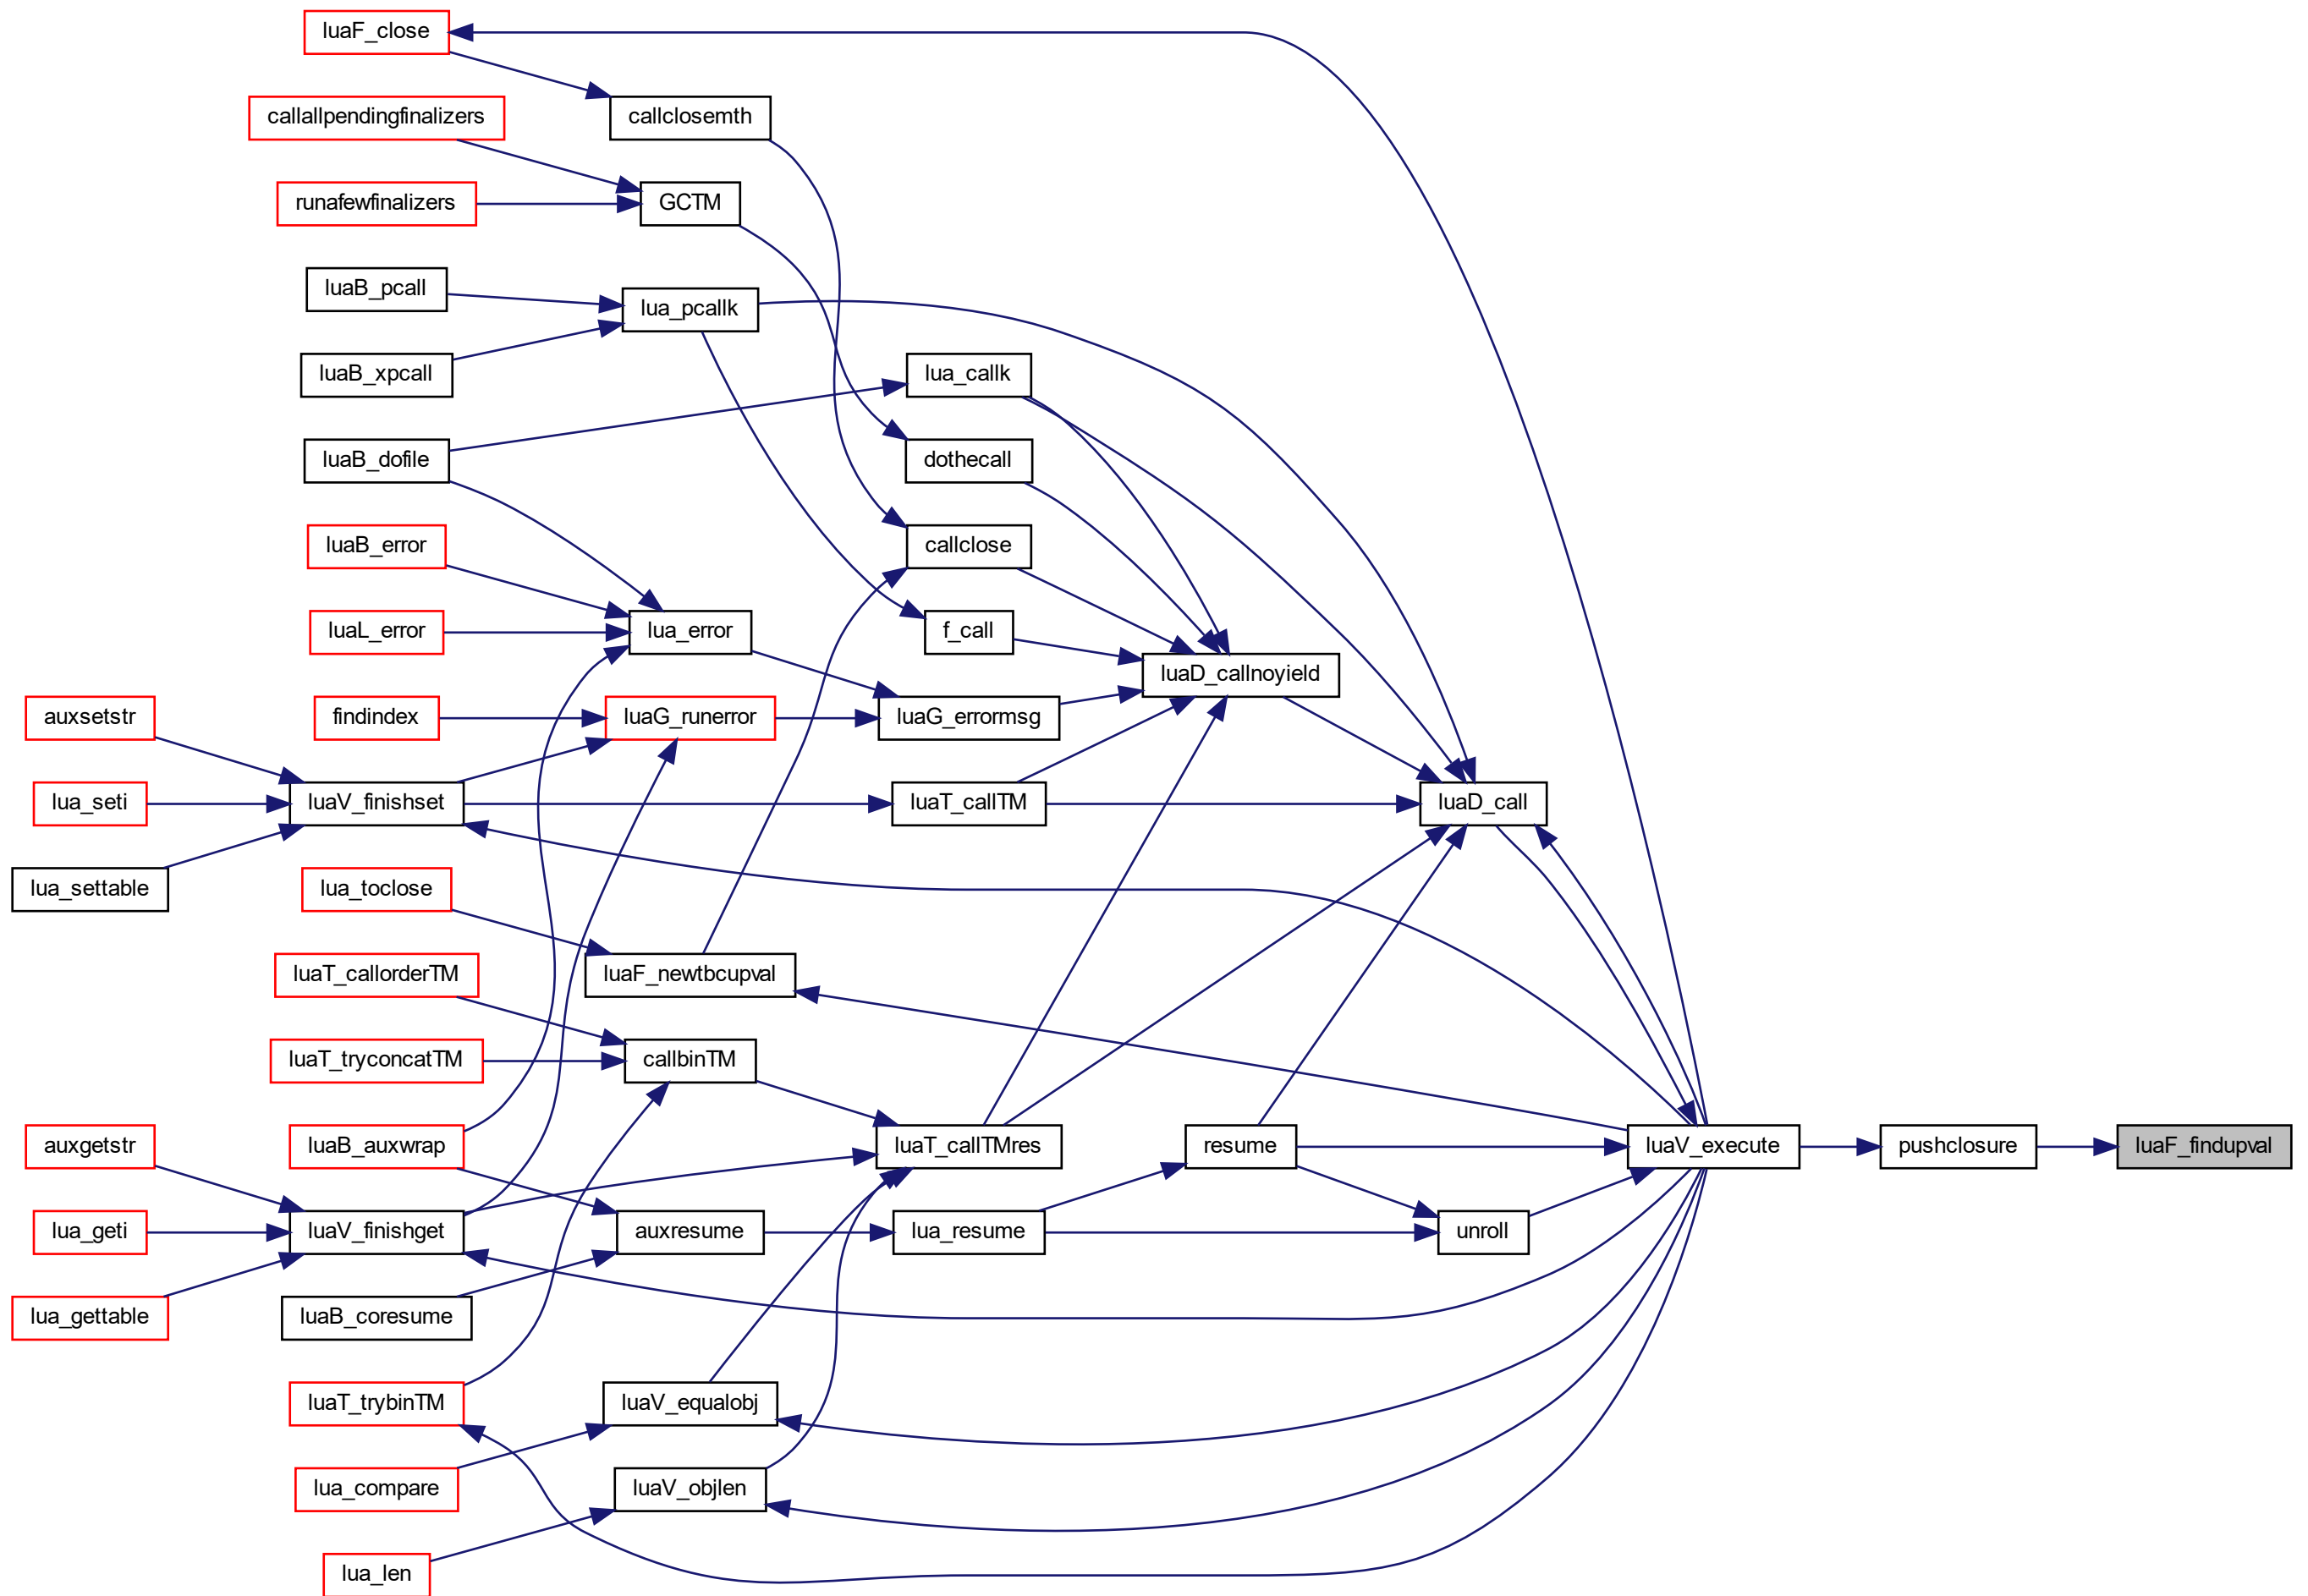 luaF_close
callallpendingfinalizers
callclosemth
runafewfinalizers
GCTM
luaB_pcall
lua_pcallk
luaB_xpcall
lua_callk
luaB_dofile
dothecall
luaB_error
callclose
luaL_error
lua_error
f_call
luaD_callnoyield
auxsetstr
findindex
luaG_runerror
luaG_errormsg
lua_seti
luaV_finishset
luaT_callTM
luaD_call
lua_settable
lua_toclose
luaT_callorderTM
luaF_newtbcupval
luaT_tryconcatTM
callbinTM
auxgetstr
luaB_auxwrap
luaT_callTMres
resume
luaV_execute
pushclosure
luaF_findupval
lua_geti
luaV_finishget
auxresume
lua_resume
unroll
lua_gettable
luaB_coresume
luaT_trybinTM
luaV_equalobj
lua_compare
luaV_objlen
lua_len